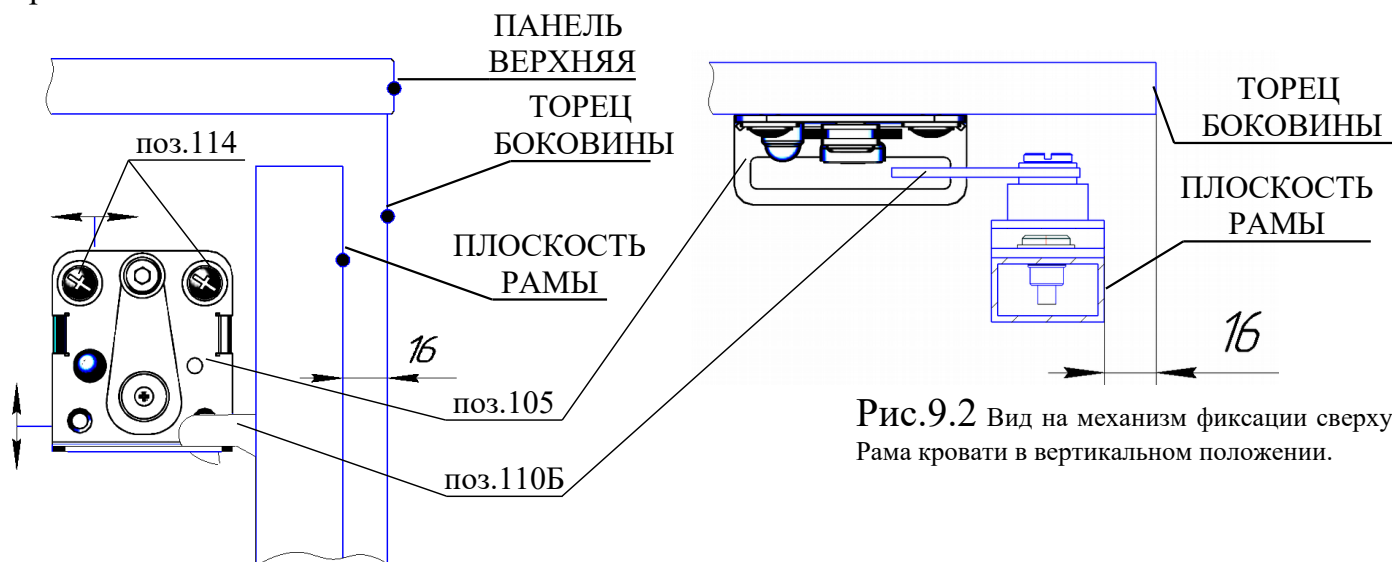 ПАНЕЛЬ
ВЕРХНЯЯ
ТОРЕЦ
БОКОВИНЫ
поз.114
ПЛОСКОСТЬ
РАМЫ
16
поз.105
поз.110Б
ТОРЕЦ
БОКОВИНЫ
ПЛОСКОСТЬ
РАМЫ
16
Рис.9.2 Вид на механизм фиксации сверху
Рама кровати в вертикальном положении.